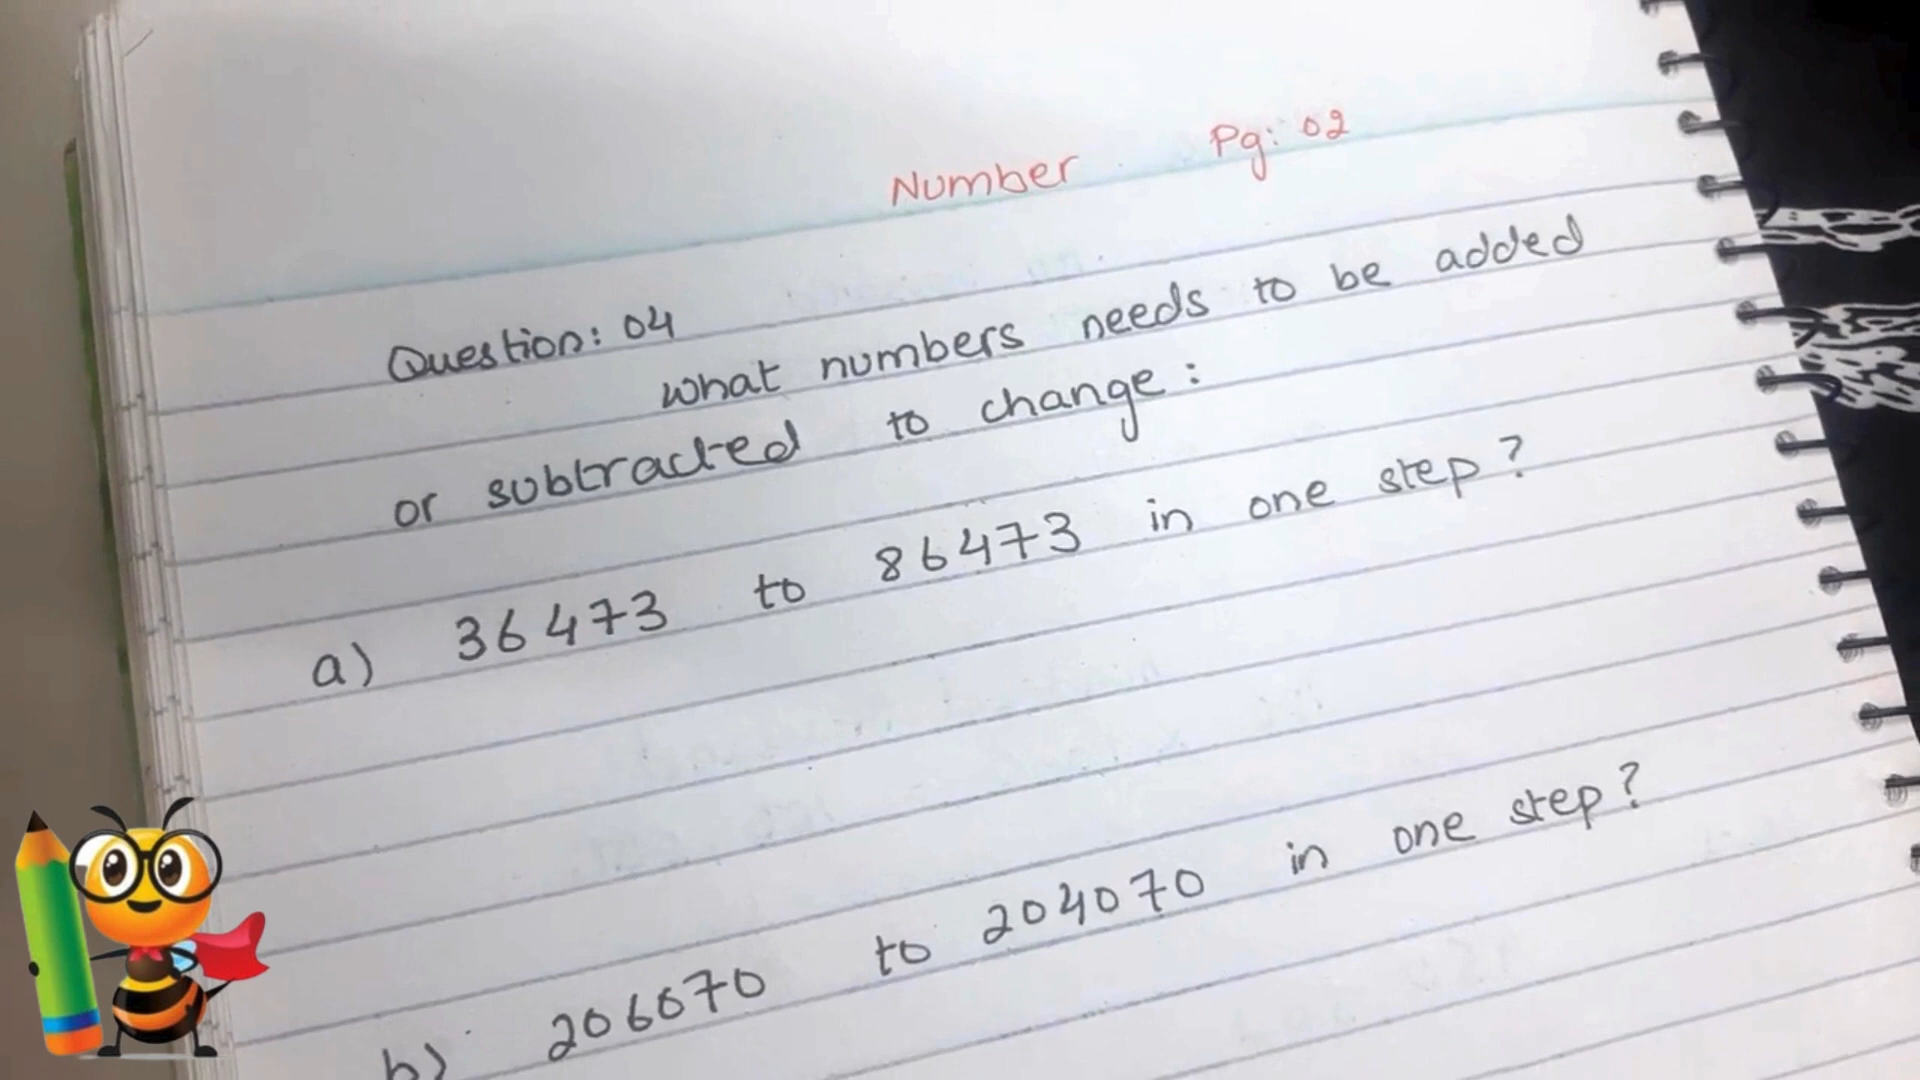 Number Pg: 02
Question: 04
What numbers needs to be added
or subtracted to change:
a) 36473 to 86473 in one step?
b) 206070 to 204070 in one step?